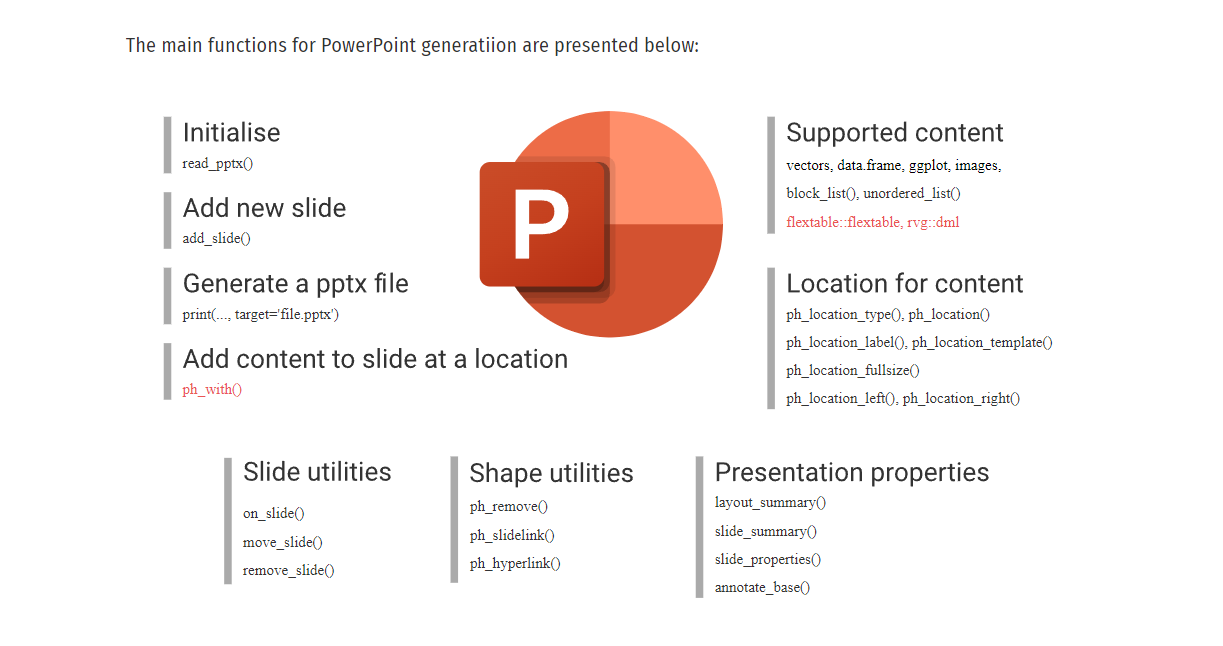 The main functions for PowerPoint generatiion are presented below:
Initialise
read_pptx()
Add new slide
add_slide()
Generate a pptx file
print(..., target='file.pptx')
Add content to slide at a location
ph_with()
P
Supported content
vectors, data.frame, ggplot, images,
block_list(), unordered_list()
flextable::flextable, rvg::dml
Location for content
ph_location_type(), ph_location()
ph_location_label(), ph_location_template()
ph_location_fullsize()
ph_location_left(), ph_location_right()
Slide utilities
on_slide()
move_slide()
remove_slide()
Shape utilities
ph_remove()
ph_slidelink()
ph_hyperlink()
Presentation properties
layout_summary()
slide_summary()
slide_properties()
annotate_base()